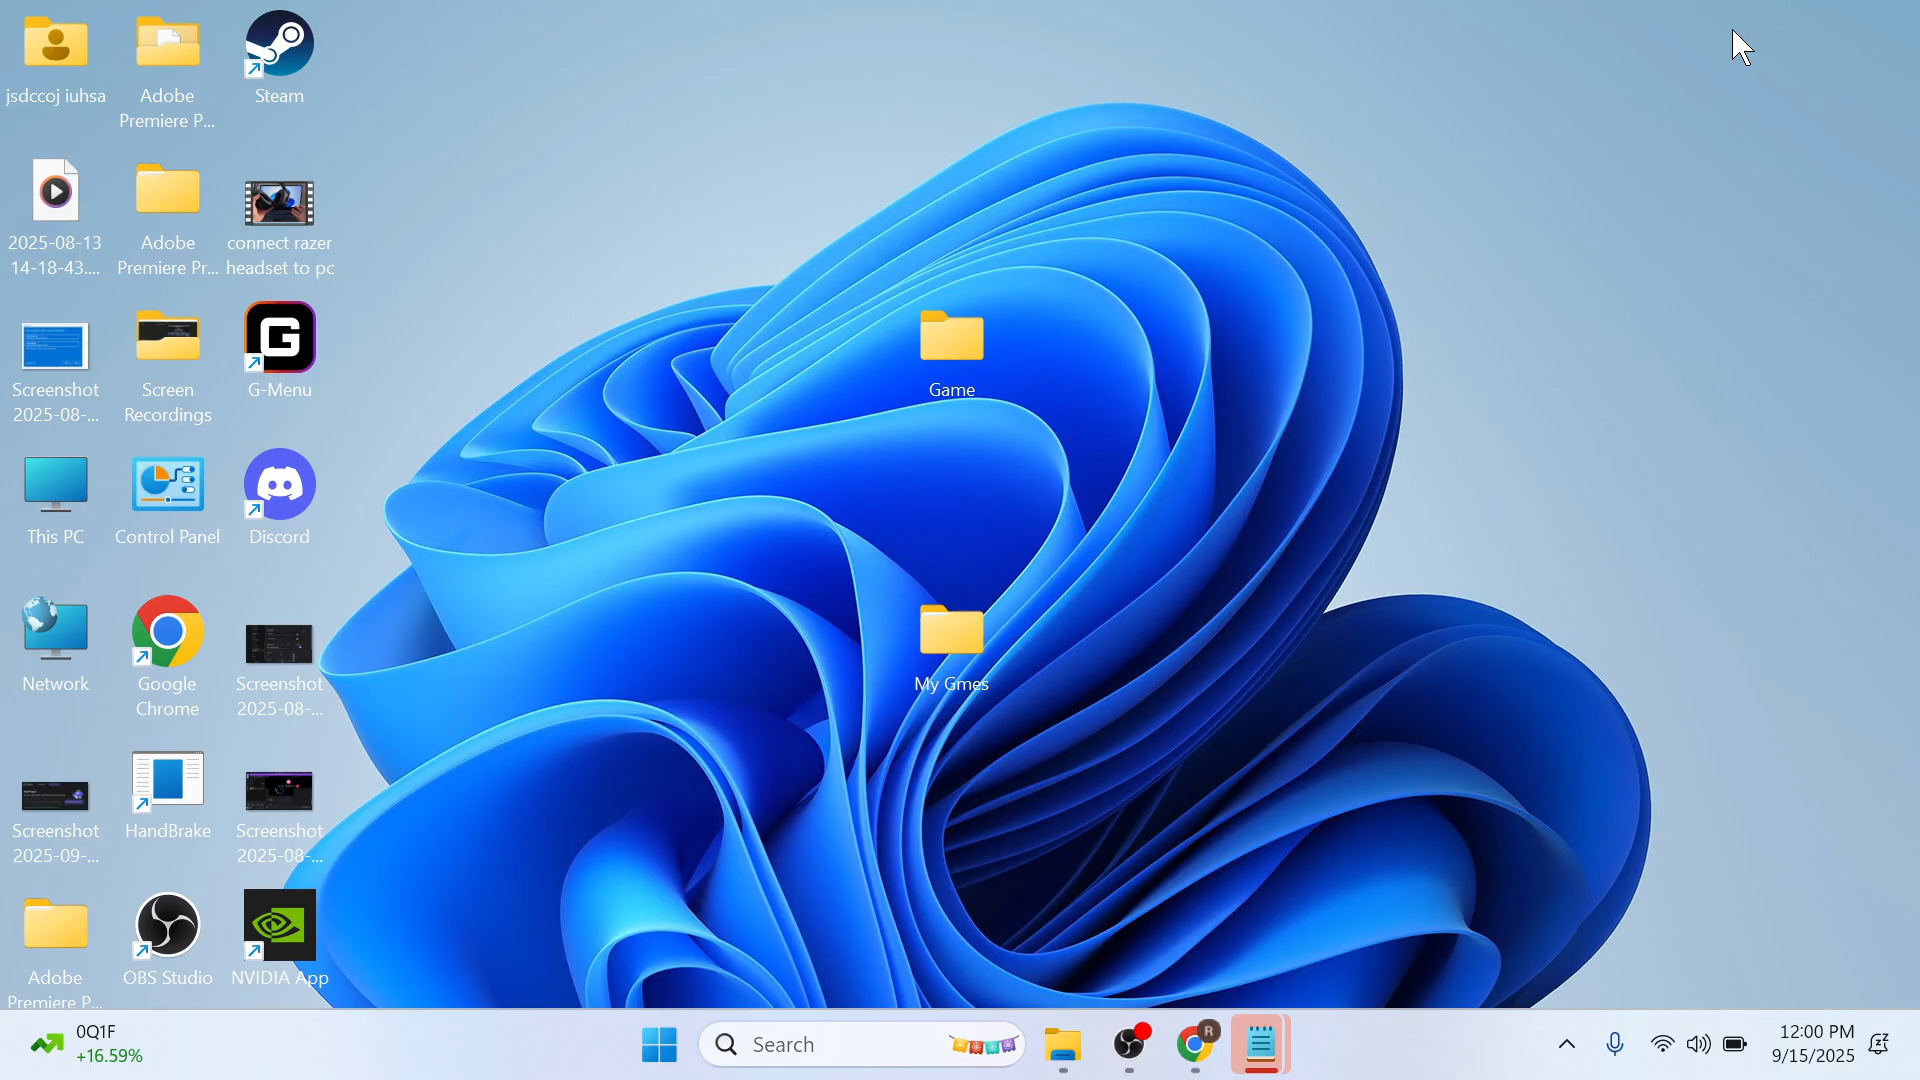 jsdccoj iuhsa
Adobe
Premiere P...
Steam
2025-08-13
14-18-43....
Adobe
Premiere Pr...
connect razer
headset to pc
Screenshot
2025-08-...
Screen
Recordings
G-Menu
Game
This PC
Control Panel
Discord
Network
Google
Chrome
Screenshot
2025-08-...
My Gmes
Screenshot
2025-09-...
HandBrake
Screenshot
2025-08-...
Adobe
Premiere P...
OBS Studio
NVIDIA App
0Q1F
+16.59%
Search
R
12:00 PM
9/15/2025